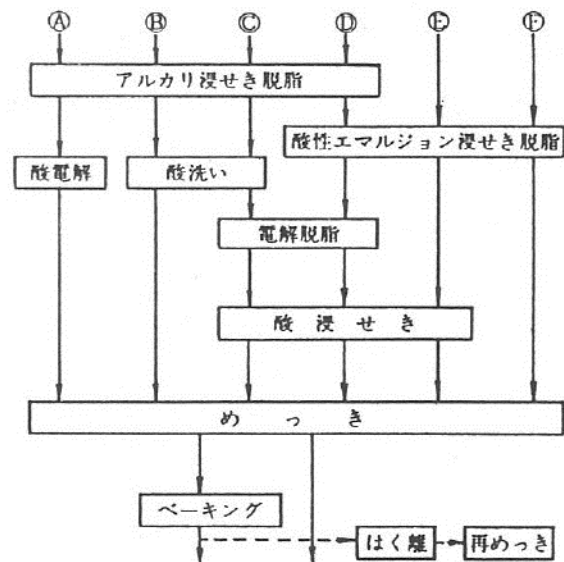 Ⓐ Ⓑ Ⓒ Ⓓ Ⓔ Ⓕ
アルカリ浸せき脱脂
酸性エマルジョン浸せき脱脂
酸電解
酸洗い
電解脱脂
酸浸せき
めっき
ベーキング
はく離
再めっき